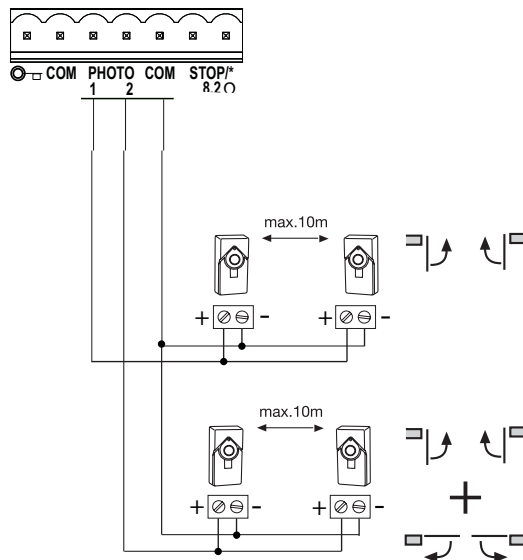 COM PHOTO COM STOP/*
1 2 8.2Ω
max.10m
+ - + -
max.10m
+ - + -
+